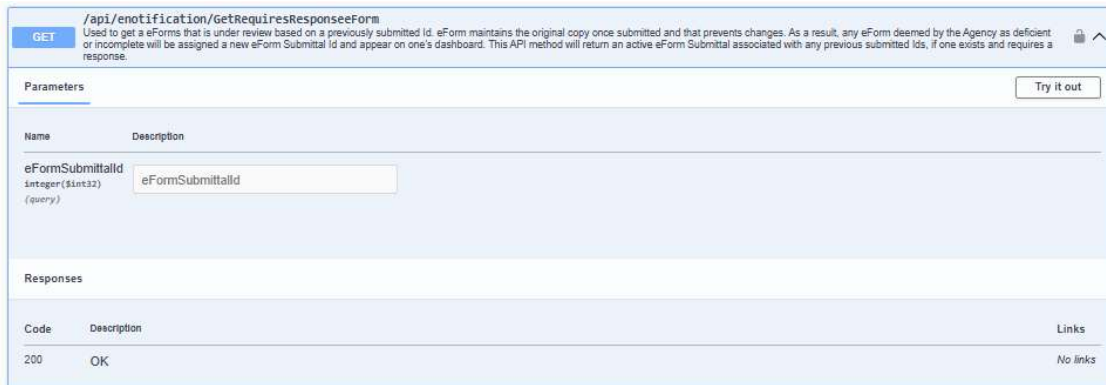 /api/enotification/GetRequiresResponseeForm
GET
Used to get a eForms that is under review based on a previously submitted Id. eForm maintains the original copy once submitted and that prevents changes. As a result, any eForm deemed by the Agency as deficient
or incomplete will be assigned a new eForm Submittal Id and appear on one's dashboard. This API method will return an active eForm Submittal associated with any previous submitted Ids, if one exists and requires a
response.
Parameters
Try it out
Name Description
eFormSubmittalId
integer($int32)
(query)
eFormSubmittalId
Responses
Code Description Links
200 OK No links